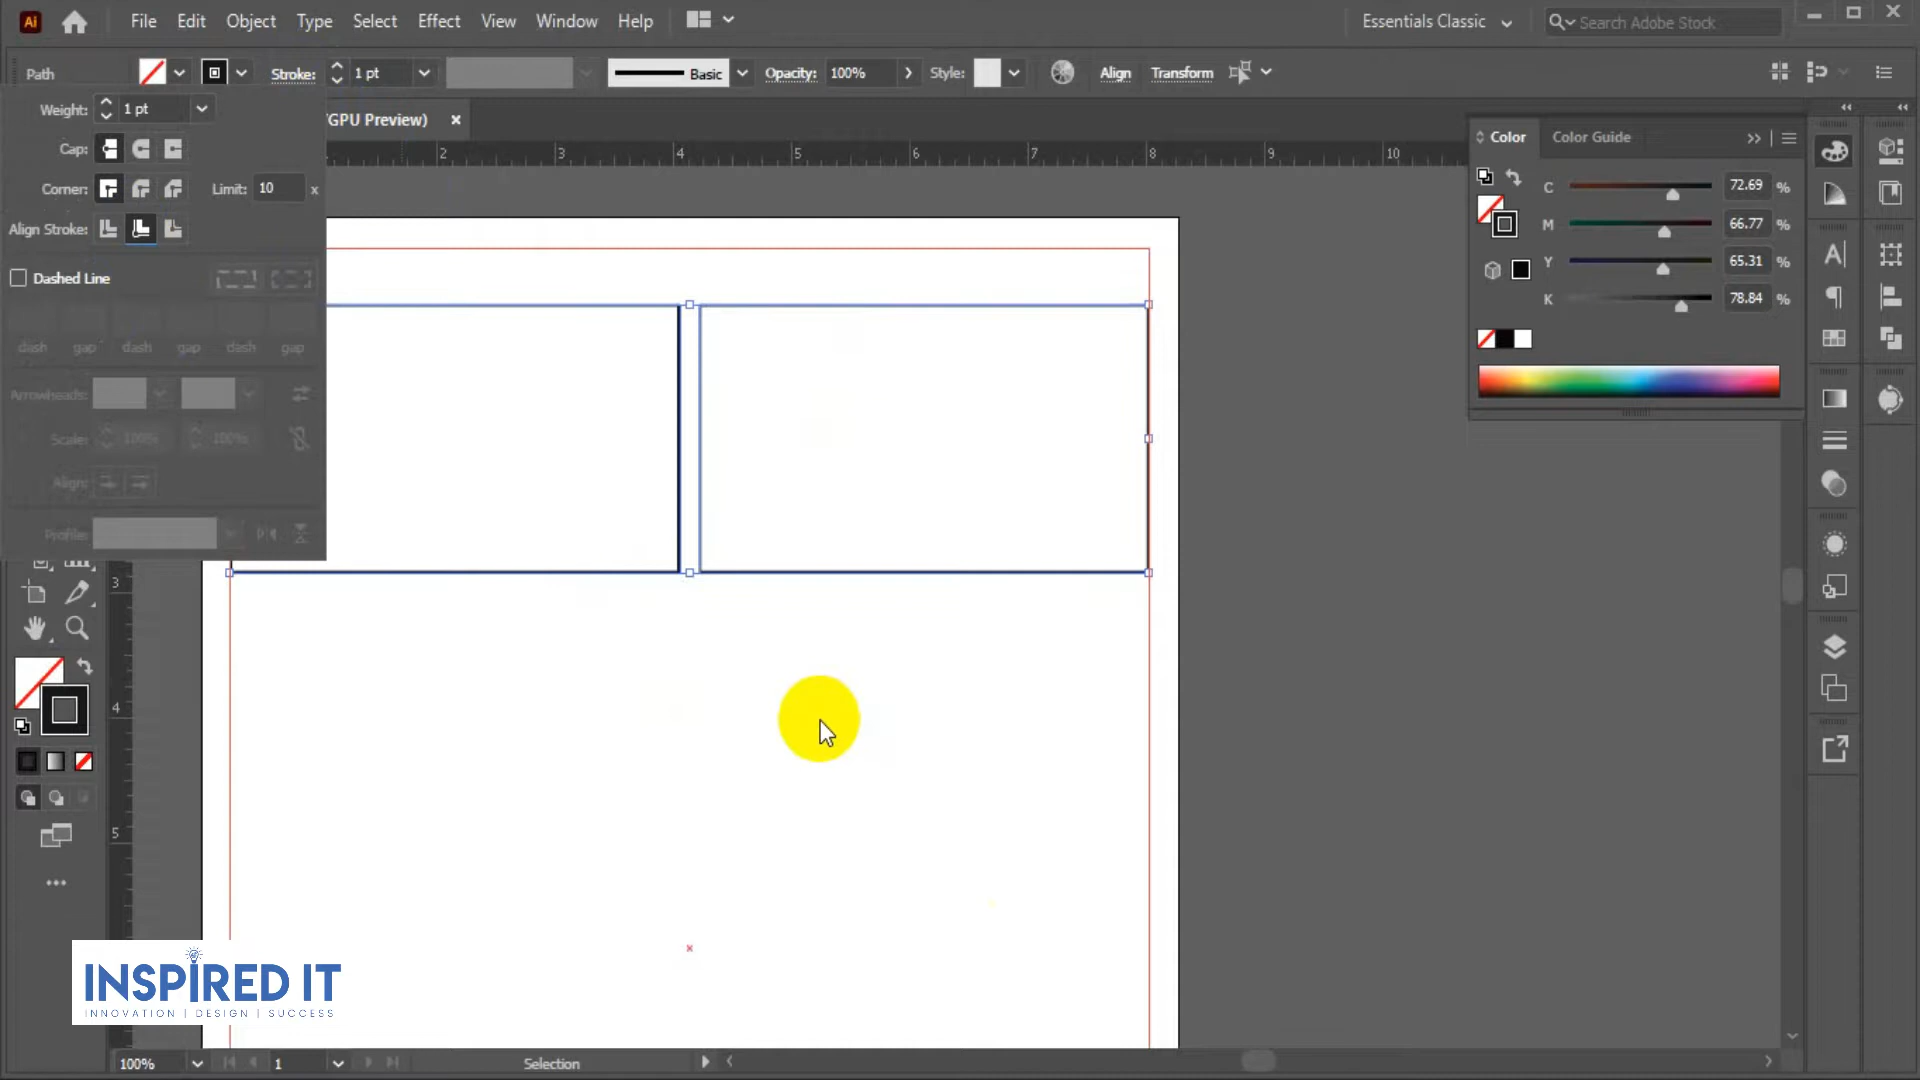 Ai File Edit Object Type Select Effect View Window Help Essentials Classic Search Adobe Stock
Path Stroke: 1 pt Basic Opacity: 100% Style: Align Transform
Weight: 1 pt
GPU Preview) ×
Cap:
Corner: Limit: 10 x
Align Stroke:
Dashed Line
dash gap dash gap dash gap
Arrowheads:
Scale: 100% 100%
Align:
Profile:
2 3 4 5 6 7 8 9 10
Color Color Guide
C 72.69 %
M 66.77 %
Y 65.31 %
K 78.84 %
3
4
5
INSPIRED IT
INNOVATION | DESIGN | SUCCESS
100% 1 Selection